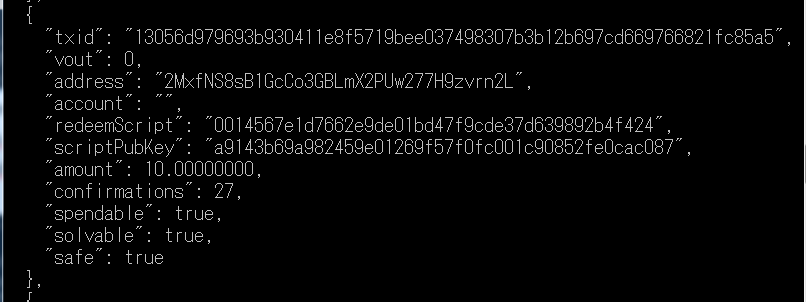 {
"txid": "13056d979693b930411e8f5719bee037498307b3b12b697cd669766821fc85a5",
"vout": 0,
"address": "2MxfNS8sB1GcCo3GBLmX2PUw277H9zvrn2L",
"account": "",
"redeemScript": "0014567e1d7662e9de01bd47f9cde37d639892b4f424",
"scriptPubKey": "a9143b69a982459e01269f57f0fc001c90852fe0cac087",
"amount": 10.00000000,
"confirmations": 27,
"spendable": true,
"solvable": true,
"safe": true
},